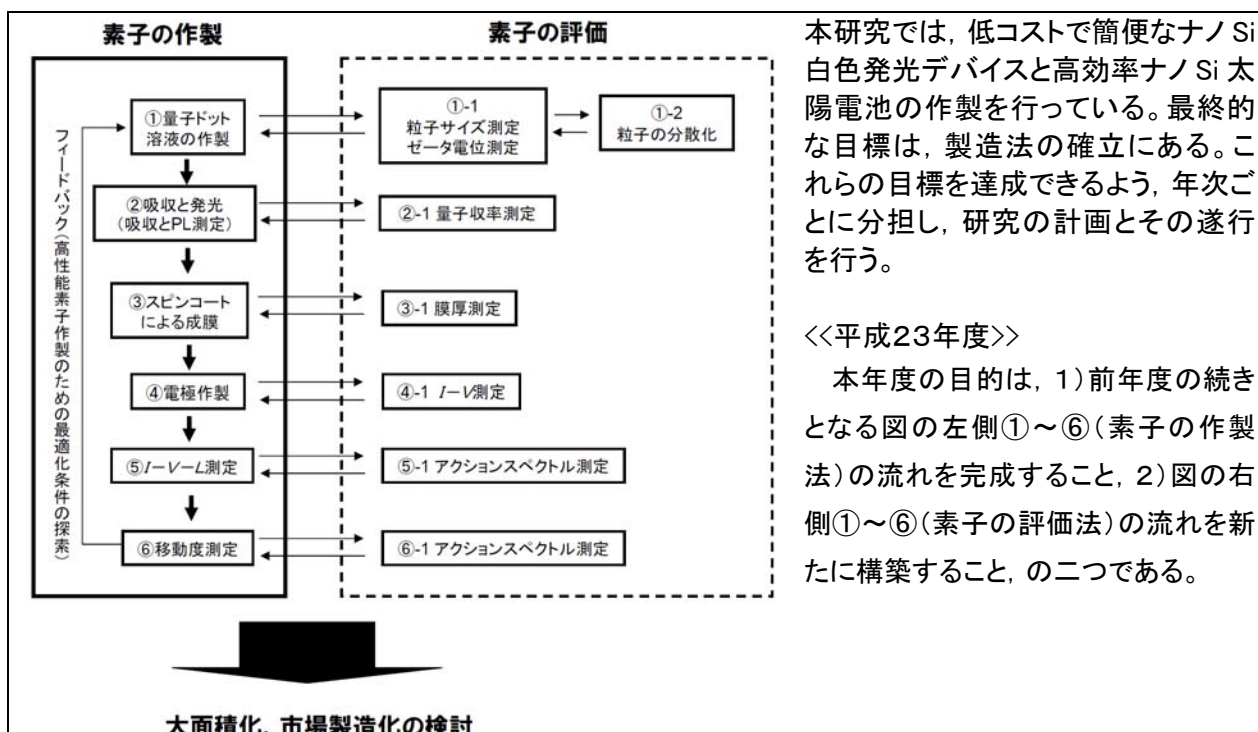 素子の作製
素子の評価
①量子ドット
溶液の作製
①-1
粒子サイズ測定
ゼータ電位測定
①-2
粒子の分散化
②吸収と発光
(吸収とPL測定)
②-1 量子収率測定
③スピンコート
による成膜
③-1 膜厚測定
④電極作製
④-1 I－V測定
⑤I－V－L測定
⑤-1 アクションスペクトル測定
⑥移動度測定
⑥-1 アクションスペクトル測定
フィードバック(高性能素子作製のための最適化条件の探索)
大面積化、市場製造化の検討
本研究では，低コストで簡便なナノ Si
白色発光デバイスと高効率ナノ Si 太
陽電池の作製を行っている。最終的
な目標は，製造法の確立にある。こ
れらの目標を達成できるよう，年次ご
とに分担し，研究の計画とその遂行
を行う。
<<平成２３年度>>
本年度の目的は，１）前年度の続き
となる図の左側①～⑥（素子の作製
法）の流れを完成すること，２）図の右
側①～⑥（素子の評価法）の流れを新
たに構築すること，の二つである。